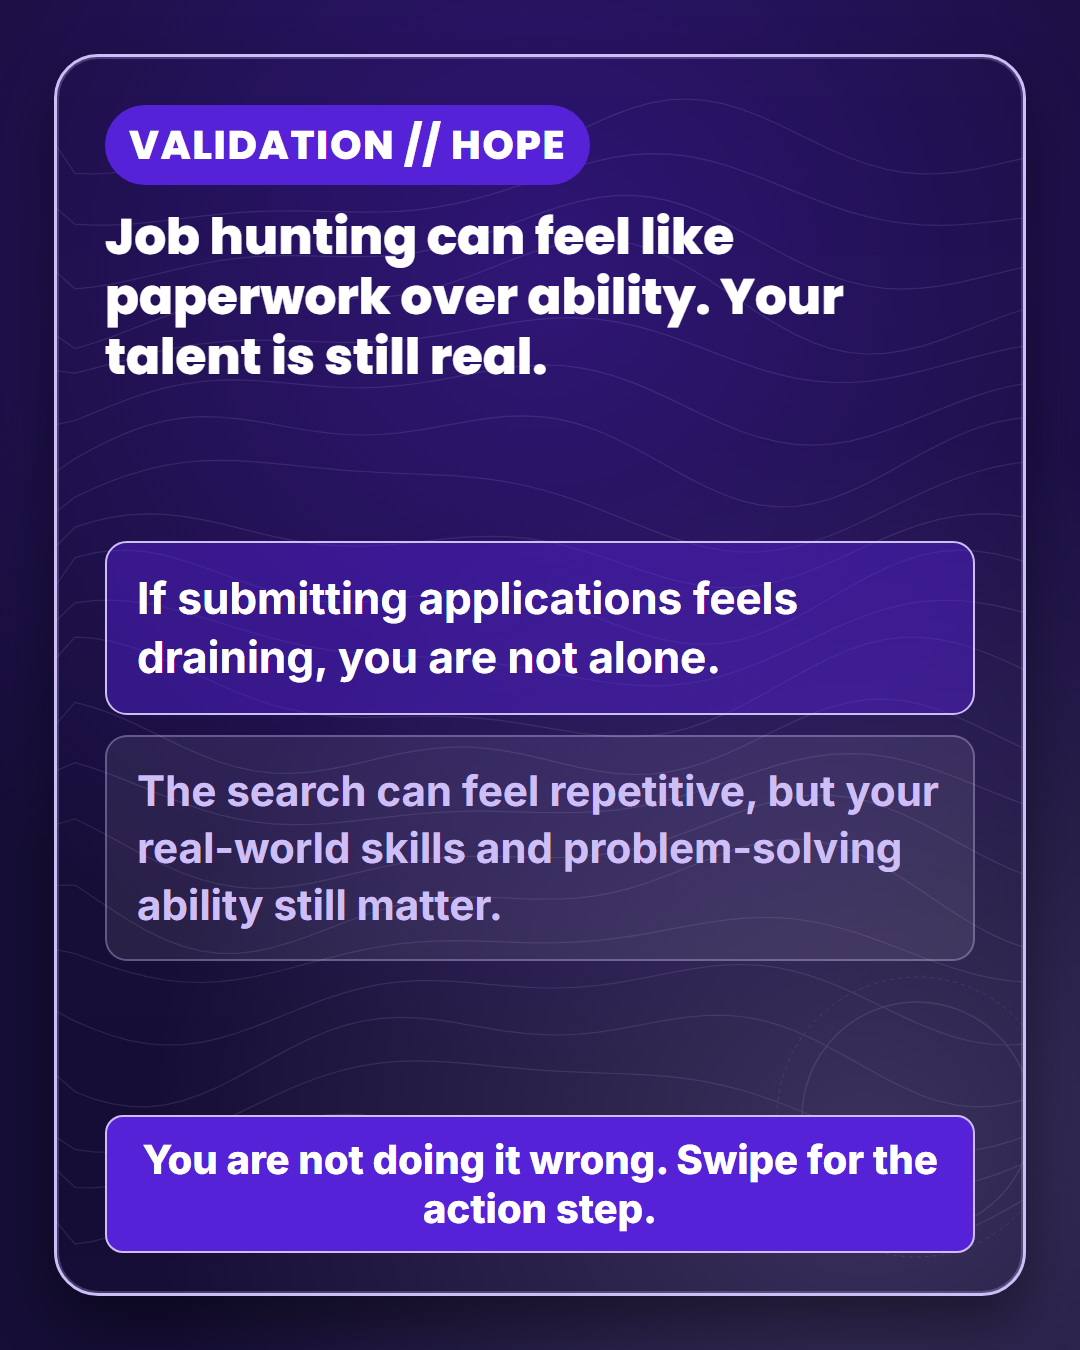 VALIDATION // HOPE
Job hunting can feel like
paperwork over ability. Your
talent is still real.
If submitting applications feels
draining, you are not alone.
The search can feel repetitive, but your
real-world skills and problem-solving
ability still matter.
You are not doing it wrong. Swipe for the
action step.